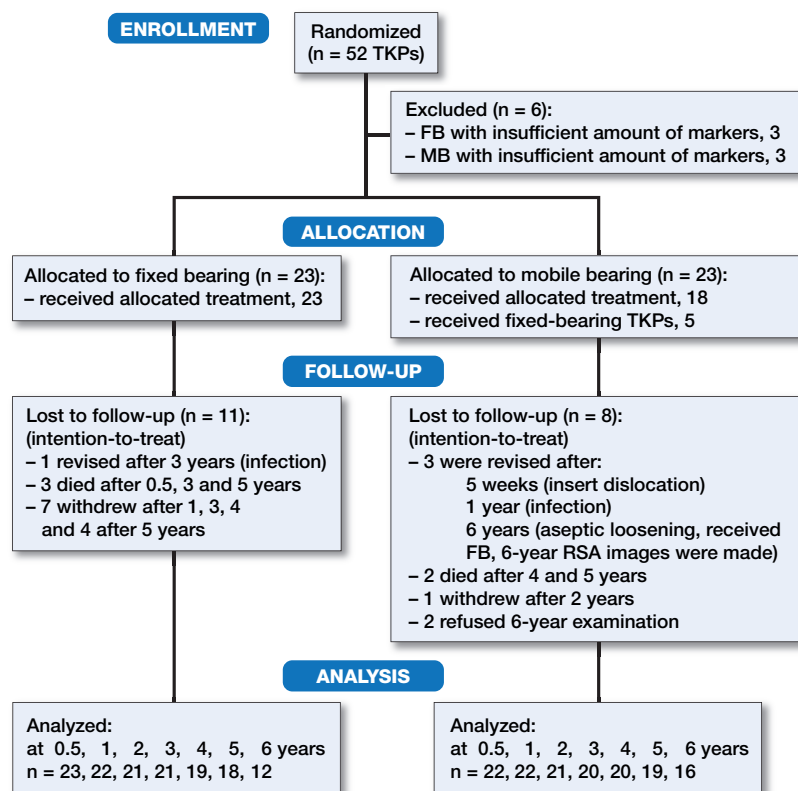 ENROLLMENT
Randomized
(n = 52 TKPs)
Excluded (n = 6):
– FB with insufficient amount of markers, 3
– MB with insufficient amount of markers, 3
ALLOCATION
Allocated to fixed bearing (n = 23):
– received allocated treatment, 23
Allocated to mobile bearing (n = 23):
– received allocated treatment, 18
– received fixed-bearing TKPs, 5
FOLLOW-UP
Lost to follow-up (n = 11):
(intention-to-treat)
– 1 revised after 3 years (infection)
– 3 died after 0.5, 3 and 5 years
– 7 withdrew after 1, 3, 4
and 4 after 5 years
Lost to follow-up (n = 8):
(intention-to-treat)
– 3 were revised after:
5 weeks (insert dislocation)
1 year (infection)
6 years (aseptic loosening, received
FB, 6-year RSA images were made)
– 2 died after 4 and 5 years
– 1 withdrew after 2 years
– 2 refused 6-year examination
ANALYSIS
Analyzed:
at 0.5, 1, 2, 3, 4, 5, 6 years
n = 23, 22, 21, 21, 19, 18, 12
Analyzed:
at 0.5, 1, 2, 3, 4, 5, 6 years
n = 22, 22, 21, 20, 20, 19, 16